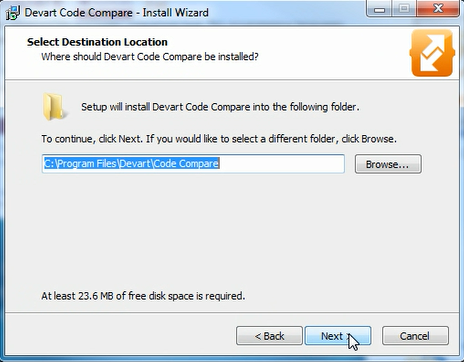 Devart Code Compare - Install Wizard
Select Destination Location
Where should Devart Code Compare be installed?
Setup will install Devart Code Compare into the following folder.
To continue, click Next. If you would like to select a different folder, click Browse.
C:\Program Files\Devart\Code Compare
Browse...
At least 23.6 MB of free disk space is required.
< Back
Next >
Cancel